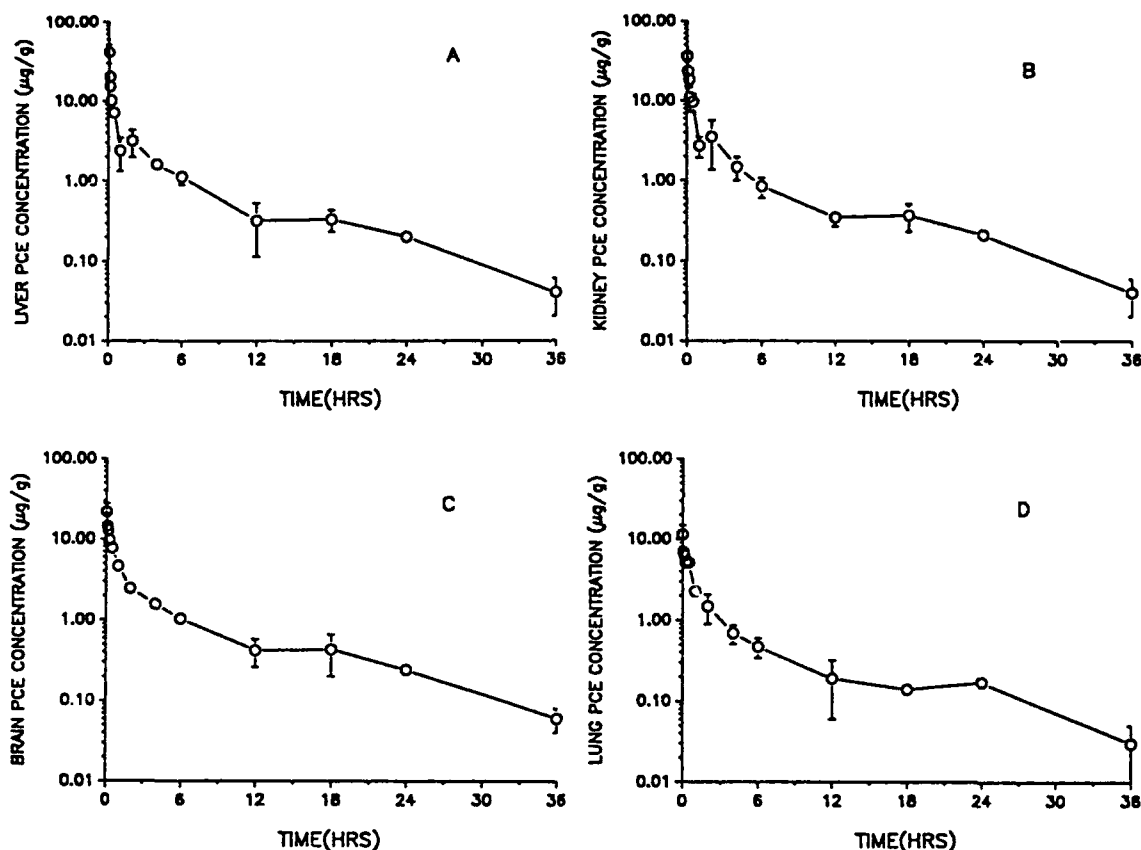 LIVER PCE CONCENTRATION (μg/g)
100.00
10.00
1.00
0.10
0.01
A
0 6 12 18 24 30 36
TIME(HRS)
KIDNEY PCE CONCENTRATION (μg/g)
100.00
10.00
1.00
0.10
0.01
B
0 6 12 18 24 30 36
TIME(HRS)
BRAIN PCE CONCENTRATION (μg/g)
100.00
10.00
1.00
0.10
0.01
C
0 6 12 18 24 30 36
TIME(HRS)
LUNG PCE CONCENTRATION (μg/g)
100.00
10.00
1.00
0.10
0.01
D
0 6 12 18 24 30 36
TIME(HRS)